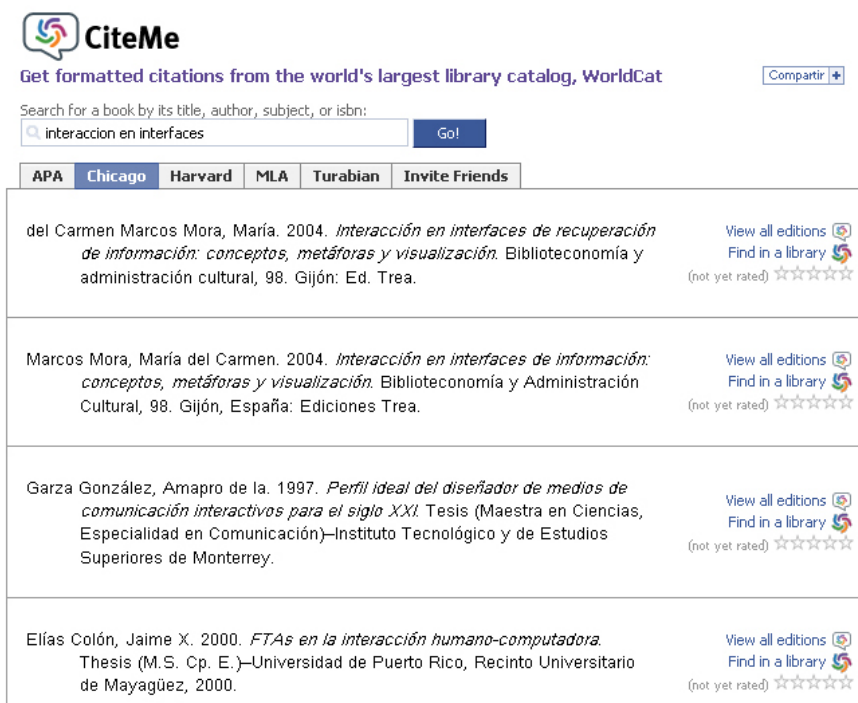 CiteMe
Get formatted citations from the world's largest library catalog, WorldCat
Compartir +
Search for a book by its title, author, subject, or isbn:
interaccion en interfaces
Go!
APA Chicago Harvard MLA Turabian Invite Friends
del Carmen Marcos Mora, María. 2004. Interacción en interfaces de recuperación
de información: conceptos, metáforas y visualización. Biblioteconomía y
administración cultural, 98. Gijón: Ed. Trea.
View all editions
Find in a library
(not yet rated)
Marcos Mora, María del Carmen. 2004. Interacción en interfaces de información:
conceptos, metáforas y visualización. Biblioteconomía y Administración
Cultural, 98. Gijón, España: Ediciones Trea.
View all editions
Find in a library
(not yet rated)
Garza González, Amapro de la. 1997. Perfil ideal del diseñador de medios de
comunicación interactivos para el siglo XXI. Tesis (Maestra en Ciencias,
Especialidad en Comunicación)–Instituto Tecnológico y de Estudios
Superiores de Monterrey.
View all editions
Find in a library
(not yet rated)
Elías Colón, Jaime X. 2000. FTAs en la interacción humano-computadora.
Thesis (M.S. Cp. E.)–Universidad de Puerto Rico, Recinto Universitario
de Mayagüez, 2000.
View all editions
Find in a library
(not yet rated)